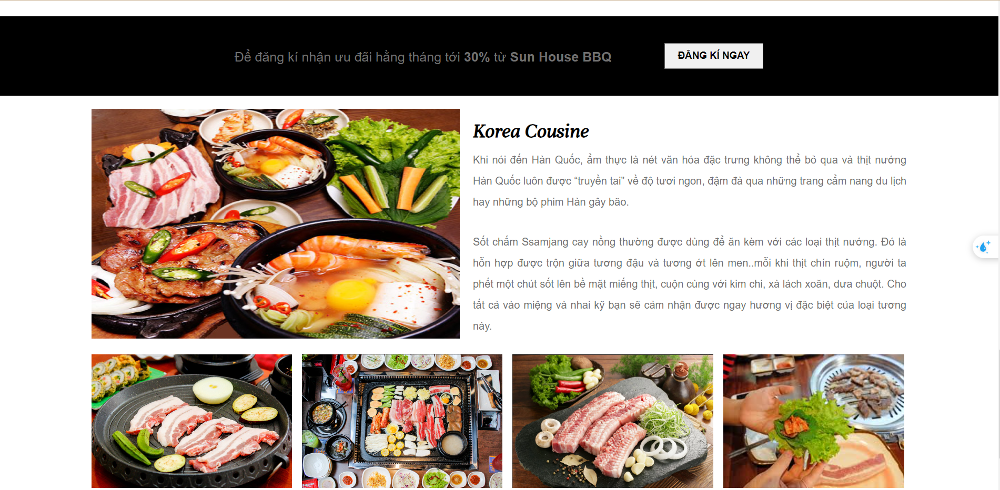 Để đăng kí nhận ưu đãi hằng tháng tới 30% từ Sun House BBQ
ĐĂNG KÍ NGAY
Korea Cousine
Khi nói đến Hàn Quốc, ẩm thực là nét văn hóa đặc trưng không thể bỏ qua và thịt nướng
Hàn Quốc luôn được “truyền tai” về độ tươi ngon, đậm đà qua những trang cẩm nang du lịch
hay những bộ phim Hàn gây bão.
Sốt chấm Ssamjang cay nồng thường được dùng để ăn kèm với các loại thịt nướng. Đó là
hỗn hợp được trộn giữa tương đậu và tương ớt lên men..mỗi khi thịt chín ruộm, người ta
phết một chút sốt lên bề mặt miếng thịt, cuộn cùng với kim chi, xà lách xoăn, dưa chuột. Cho
tất cả vào miệng và nhai kỹ bạn sẽ cảm nhận được ngay hương vị đặc biệt của loại tương
này.